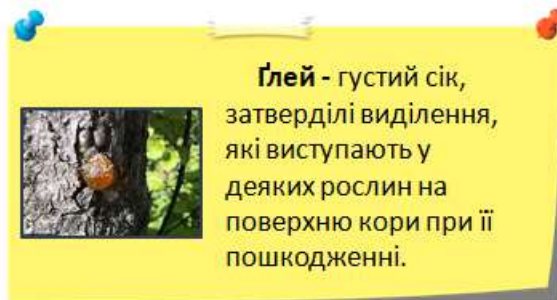 Ґлей - густий сік,
затверділі виділення,
які виступають у
деяких рослин на
поверхню кори при її
пошкодженні.